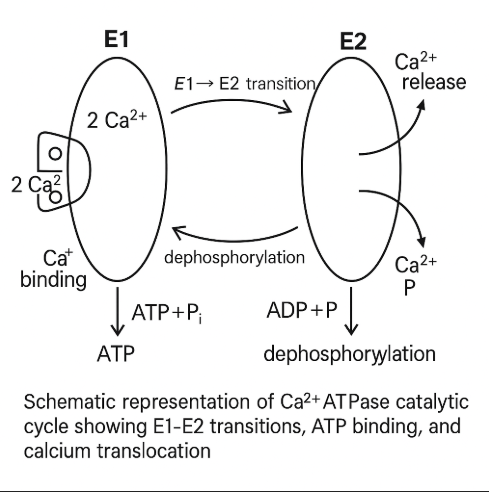 E1
E2
E1→ E2 transition
Ca²⁺
release
2 Ca²⁺
2 Ca²
Ca⁺
binding
dephosphorylation
Ca²⁺
P
ATP+Pᵢ
ADP+P
ATP
dephosphorylation
Schematic representation of Ca²⁺ ATPase catalytic
cycle showing E1-E2 transitions, ATP binding, and
calcium translocation